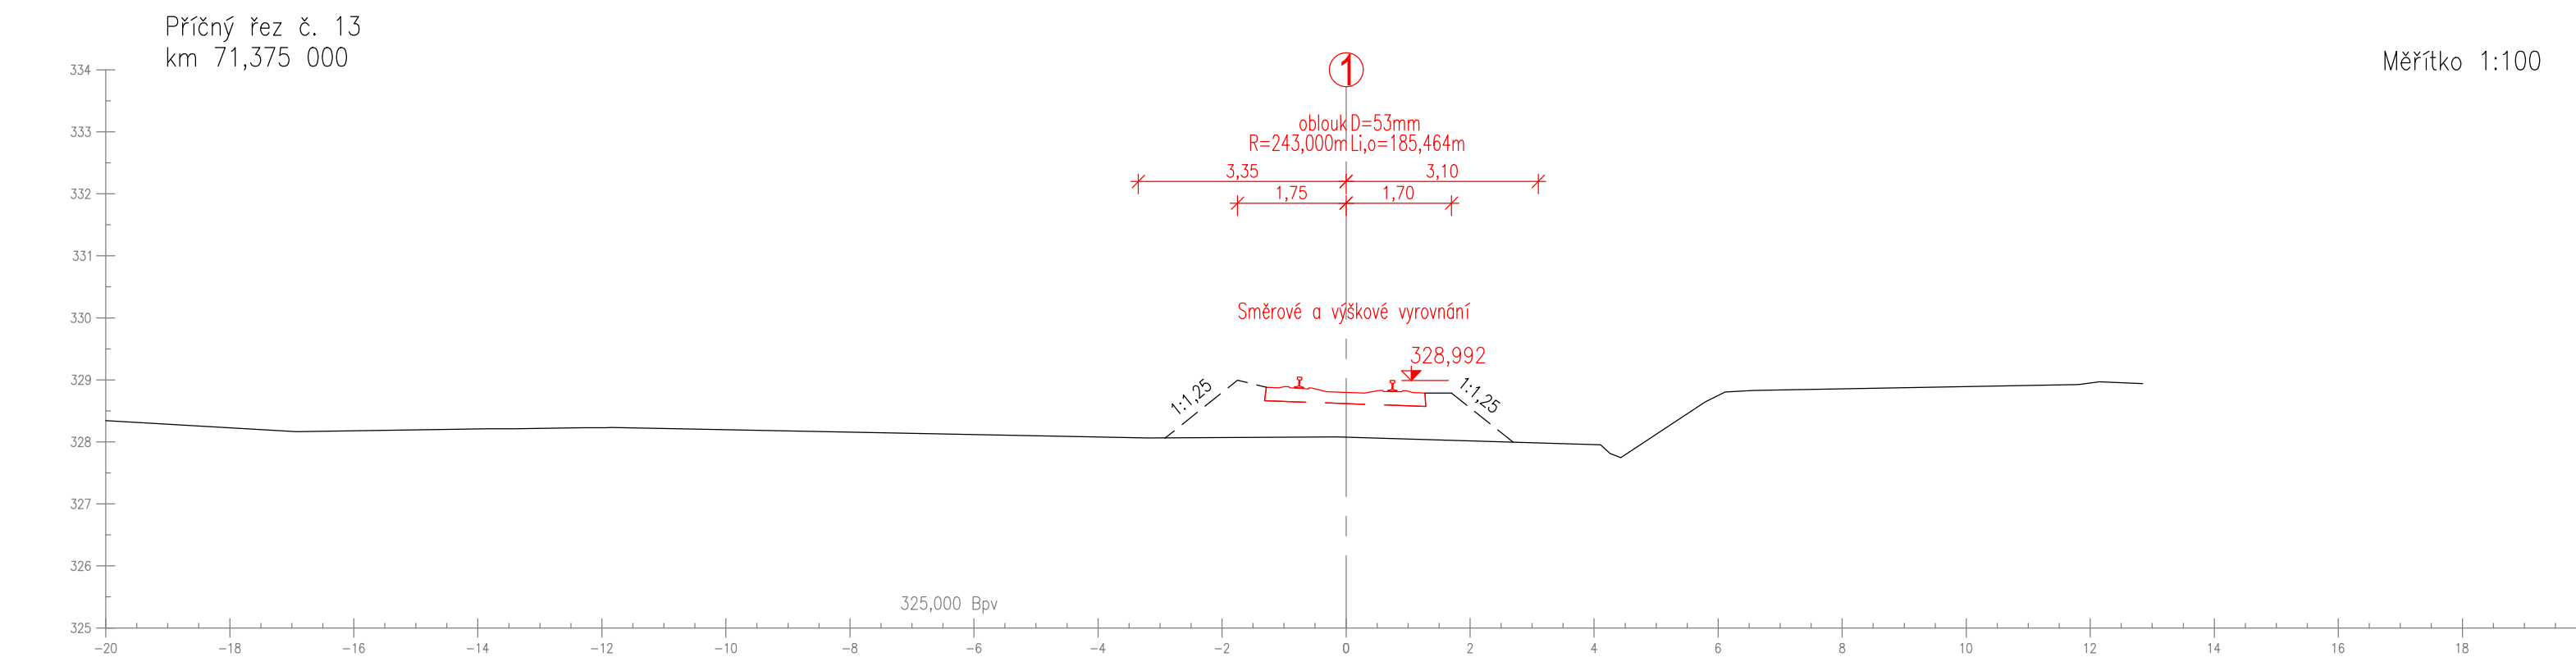 Příčný řez č. 13
km 71,375 000
Měřítko 1:100
1
oblouk D=53mm
R=243,000m Li,o=185,464m
3,35 3,10
1,75 1,70
Směrové a výškové vyrovnání
328,992
1:1,25 1:1,25
334
333
332
331
330
329
328
327
326
325
325,000 Bpv
-20 -18 -16 -14 -12 -10 -8 -6 -4 -2 0 2 4 6 8 10 12 14 16 18